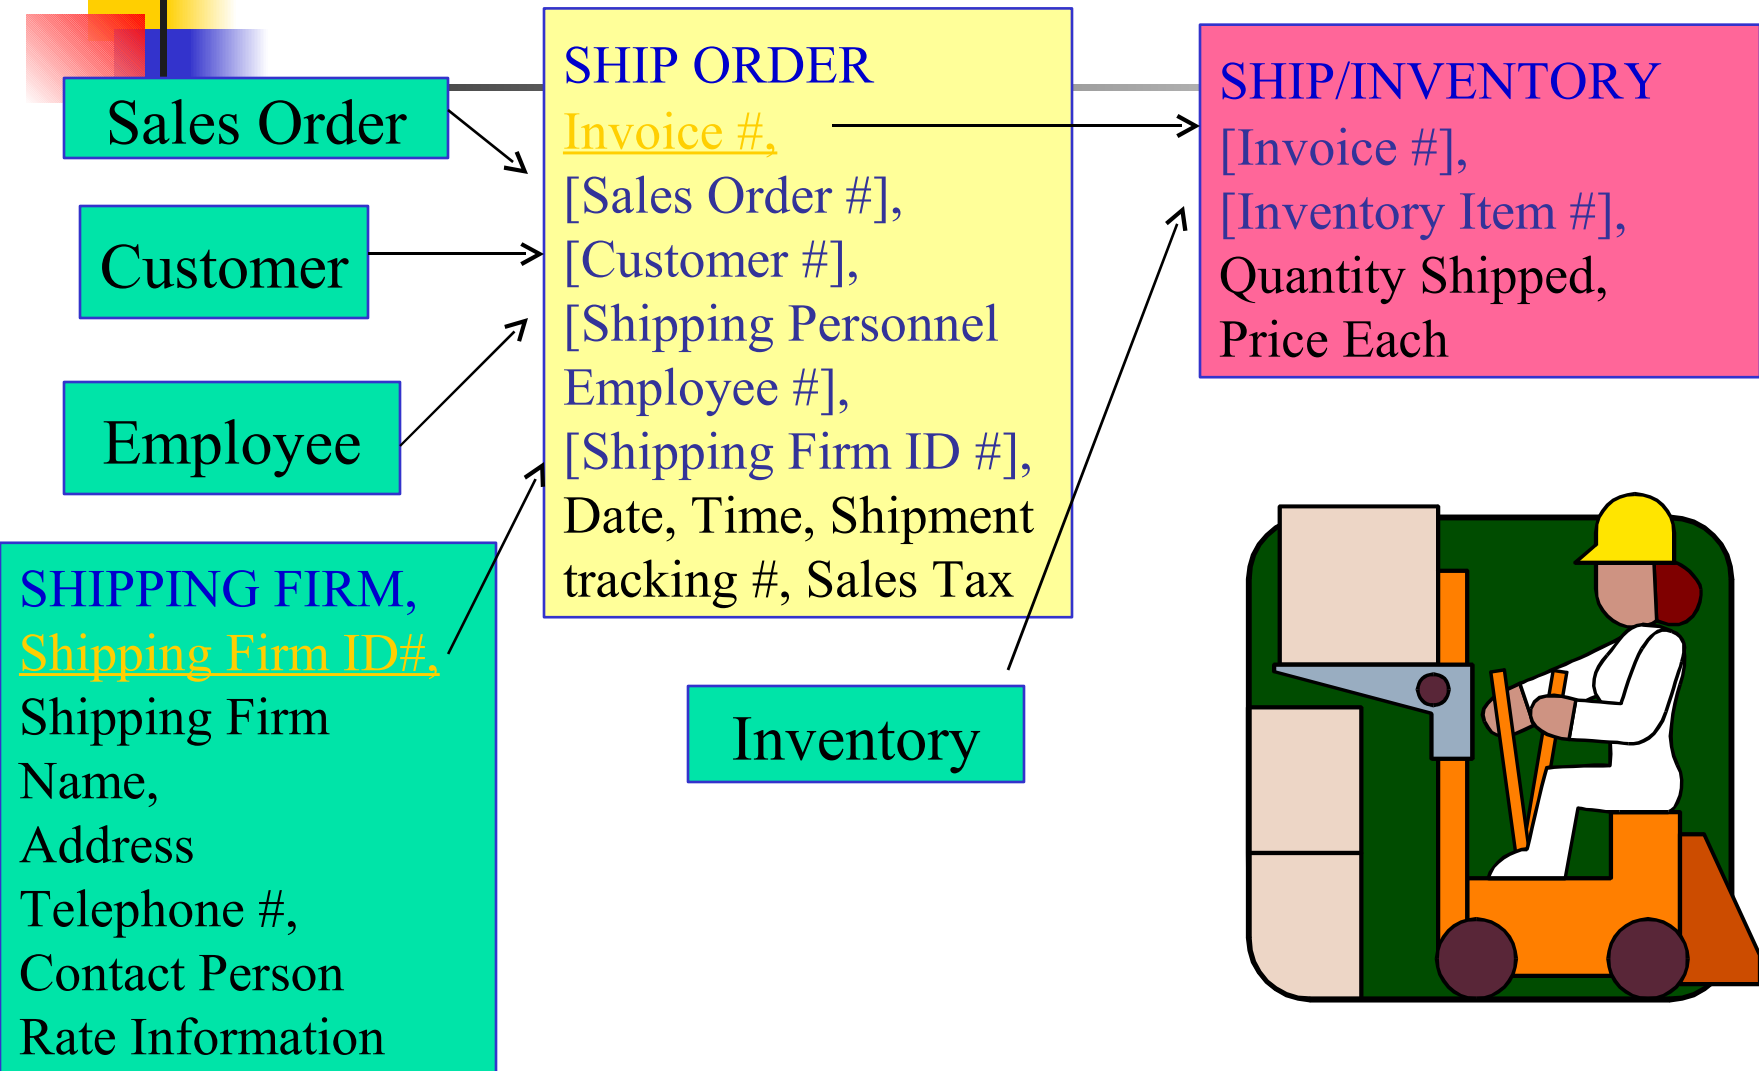 Sales Order
Customer
Employee
SHIPPING FIRM,
Shipping Firm ID#,
Shipping Firm
Name,
Address
Telephone #,
Contact Person
Rate Information
SHIP ORDER
Invoice #,
[Sales Order #],
[Customer #],
[Shipping Personnel
Employee #],
[Shipping Firm ID #],
Date, Time, Shipment
tracking #, Sales Tax
Inventory
SHIP/INVENTORY
[Invoice #],
[Inventory Item #],
Quantity Shipped,
Price Each